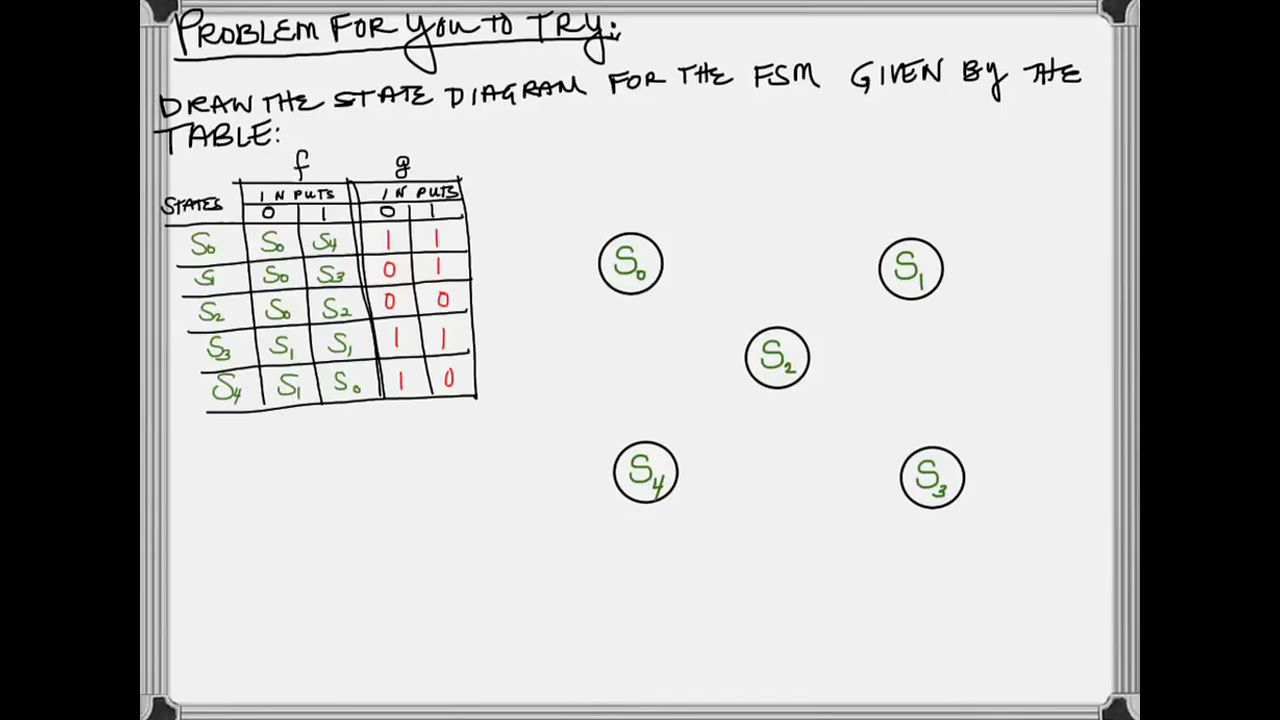 PROBLEM FOR YOU TO TRY:
DRAW THE STATE DIAGRAM FOR THE FSM GIVEN BY THE
TABLE:
f g
STATES INPUTS INPUTS
0 1 0 1
S0 S0 S4 1 1
S1 S0 S3 0 1
S2 S0 S2 0 0
S3 S1 S1 1 1
S4 S1 S0 1 0
S0 S1
S2
S4 S3